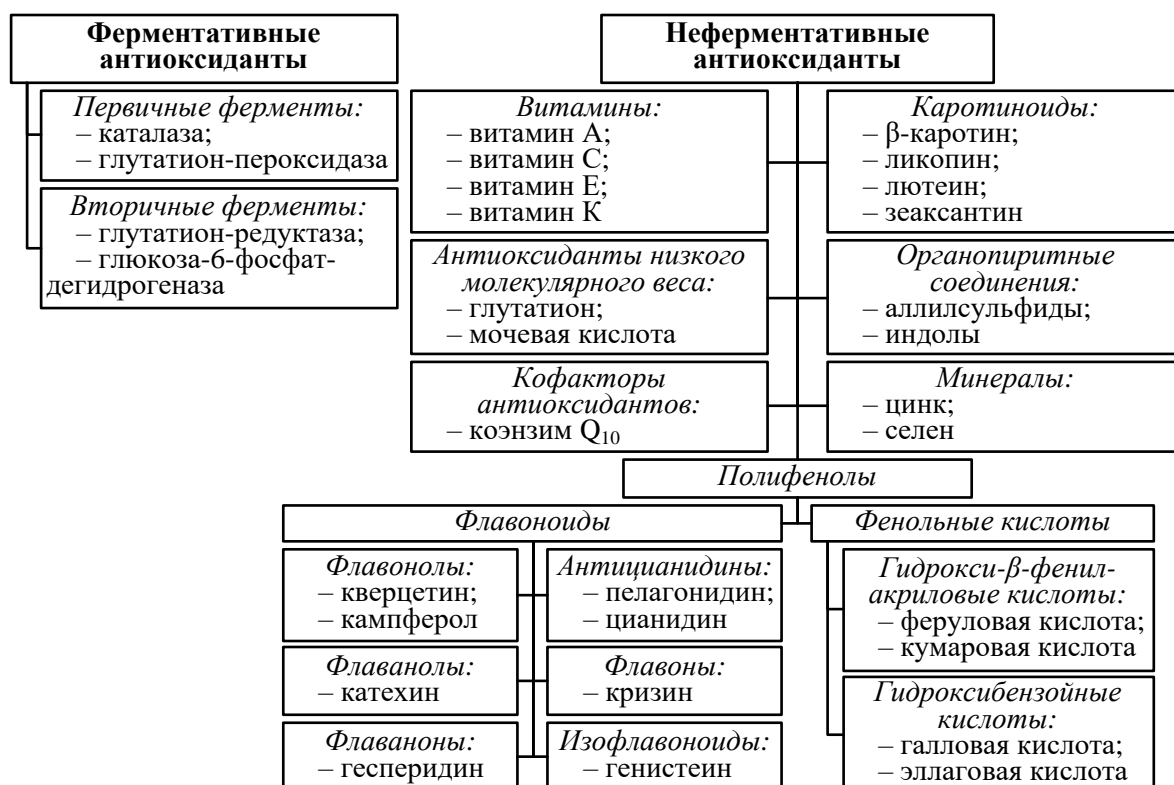 Ферментативные
антиоксиданты
Первичные ферменты:
– каталаза;
– глутатион-пероксидаза
Вторичные ферменты:
– глутатион-редуктаза;
– глюкоза-6-фосфат-
дегидрогеназа
Неферментативные
антиоксиданты
Витамины:
– витамин А;
– витамин С;
– витамин Е;
– витамин К
Каротиноиды:
– β-каротин;
– ликопин;
– лютеин;
– зеаксантин
Антиоксиданты низкого
молекулярного веса:
– глутатион;
– мочевая кислота
Органопиритные
соединения:
– аллилсульфиды;
– индолы
Кофакторы
антиоксидантов:
– коэнзим Q₁₀
Минералы:
– цинк;
– селен
Полифенолы
Флавоноиды
Флавонолы:
– кверцетин;
– кампферол
Антицианидины:
– пелагонидин;
– цианидин
Флаванолы:
– катехин
Флавоны:
– кризин
Флаваноны:
– гесперидин
Изофлавоноиды:
– генистеин
Фенольные кислоты
Гидрокси-β-фенил-
акриловые кислоты:
– феруловая кислота;
– кумаровая кислота
Гидроксибензойные
кислоты:
– галловая кислота;
– эллаговая кислота